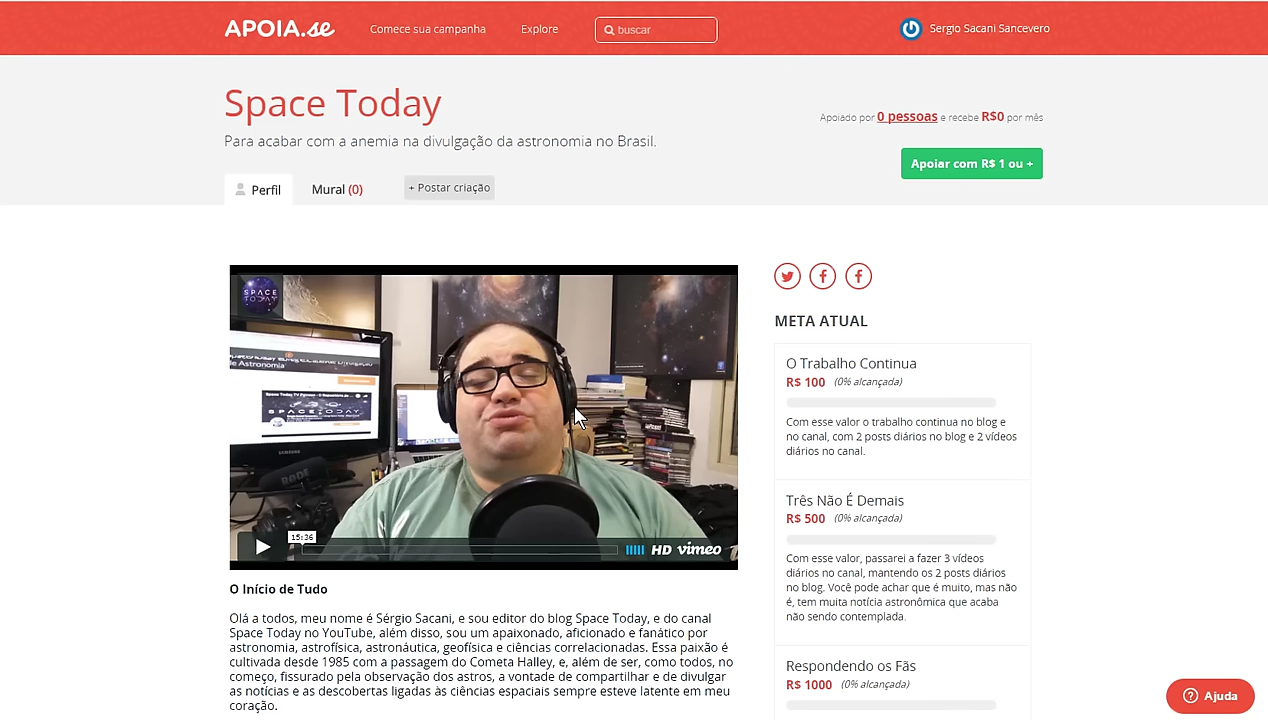 APOIA.se
Comece sua campanha
Explore
buscar
Sergio Sacani Sancevero
Space Today
Para acabar com a anemia na divulgação da astronomia no Brasil.
Apoiado por 0 pessoas e recebe R$0 por mês
Apoiar com R$ 1 ou +
Perfil
Mural (0)
+ Postar criação
SPACE
TODAY
de Astronomia
SPACETODAY
SAMSUNG
RØDE
15:36
HD vimeo
META ATUAL
O Trabalho Continua
R$ 100 (0% alcançada)
Com esse valor o trabalho continua no blog e
no canal, com 2 posts diários no blog e 2 vídeos
diários no canal.
Três Não É Demais
R$ 500 (0% alcançada)
Com esse valor, passarei a fazer 3 vídeos
diários no canal, mantendo os 2 posts diários
no blog. Você pode achar que é muito, mas não
é, tem muita notícia astronômica que acaba
não sendo contemplada.
Respondendo os Fãs
R$ 1000 (0% alcançada)
O Início de Tudo
Olá a todos, meu nome é Sérgio Sacani, e sou editor do blog Space Today, e do canal
Space Today no YouTube, além disso, sou um apaixonado, aficionado e fanático por
astronomia, astrofísica, astronáutica, geofísica e ciências correlacionadas. Essa paixão é
cultivada desde 1985 com a passagem do Cometa Halley, e, além de ser, como todos, no
começo, fissurado pela observação dos astros, a vontade de compartilhar e de divulgar
as notícias e as descobertas ligadas às ciências espaciais sempre esteve latente em meu
coração.
Ajuda